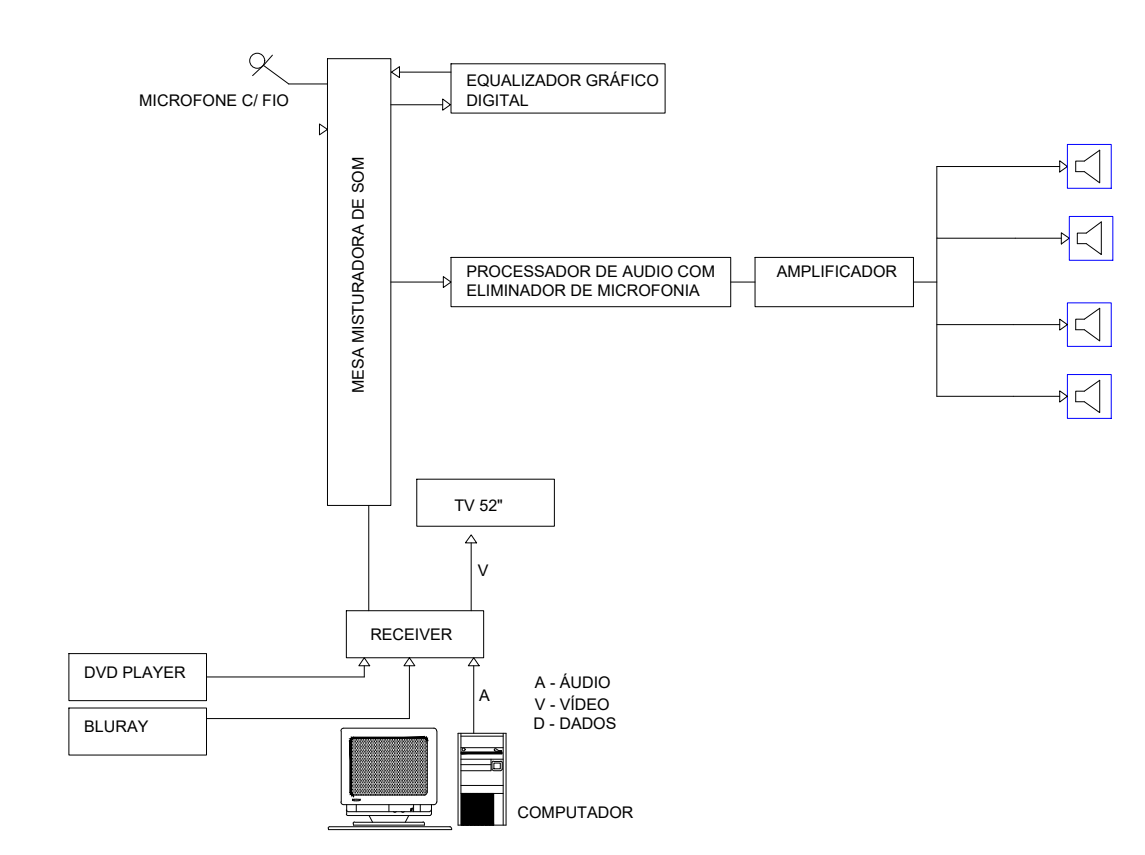 MICROFONE C/ FIO
EQUALIZADOR GRÁFICO
DIGITAL
MESA MISTURADORA DE SOM
PROCESSADOR DE AUDIO COM
ELIMINADOR DE MICROFONIA
AMPLIFICADOR
TV 52"
V
RECEIVER
DVD PLAYER
BLURAY
A
A - ÁUDIO
V - VÍDEO
D - DADOS
COMPUTADOR